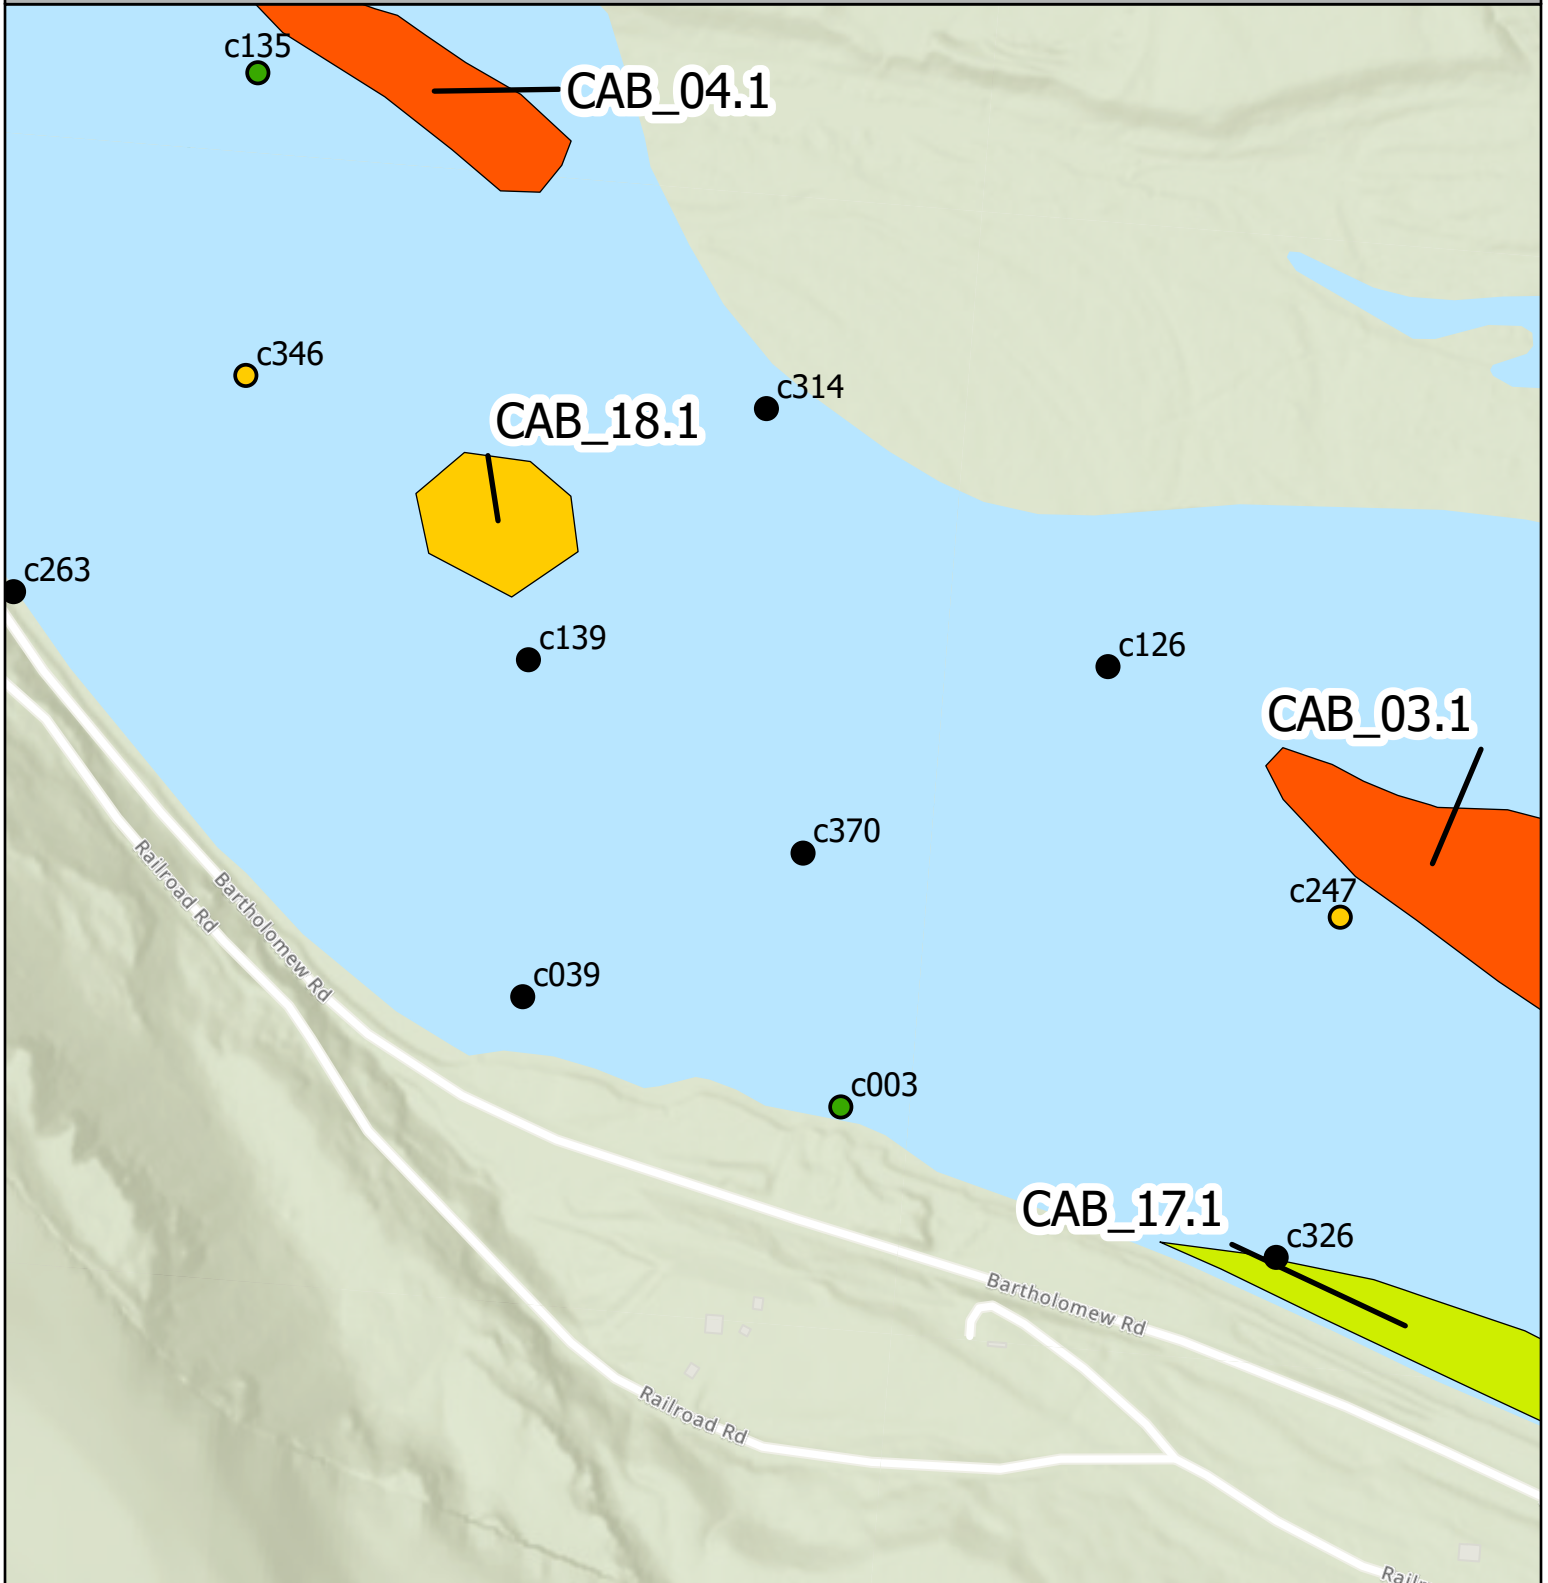 c135
CAB_04.1
c346
c314
CAB_18.1
c263
c139
c126
CAB_03.1
c370
Railroad Rd
Bartholomew Rd
c247
c039
c003
CAB_17.1
c326
Bartholomew Rd
Railroad Rd
Railr